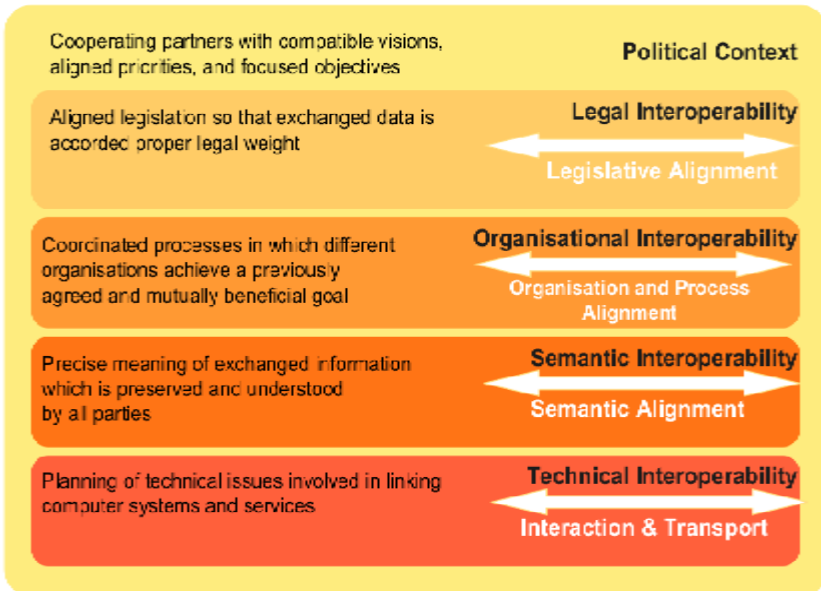 Cooperating partners with compatible visions,
aligned priorities, and focused objectives
Political Context
Aligned legislation so that exchanged data is
accorded proper legal weight
Legal Interoperability
Legislative Alignment
Coordinated processes in which different
organisations achieve a previously
agreed and mutually beneficial goal
Organisational Interoperability
Organisation and Process
Alignment
Precise meaning of exchanged information
which is preserved and understood
by all parties
Semantic Interoperability
Semantic Alignment
Planning of technical issues involved in linking
computer systems and services
Technical Interoperability
Interaction & Transport